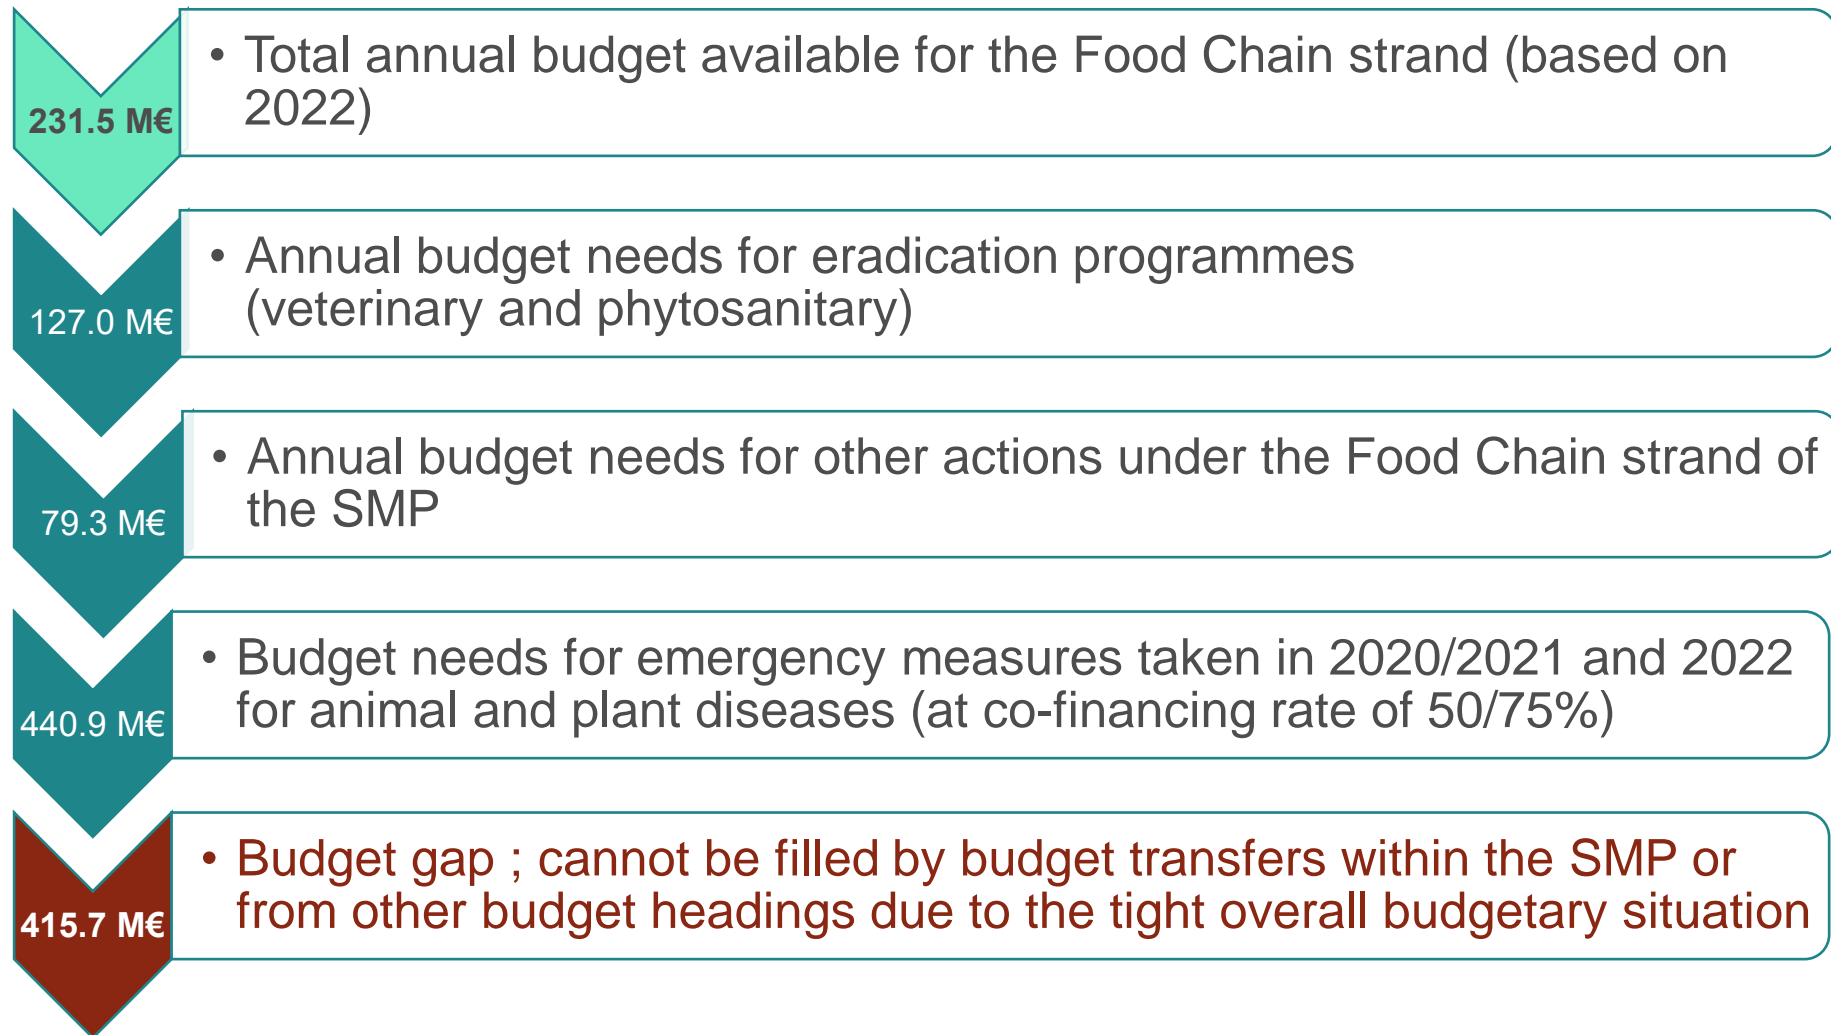 • Total annual budget available for the Food Chain strand (based on
2022)
231.5 M€
• Annual budget needs for eradication programmes
(veterinary and phytosanitary)
127.0 M€
• Annual budget needs for other actions under the Food Chain strand of
the SMP
79.3 M€
• Budget needs for emergency measures taken in 2020/2021 and 2022
for animal and plant diseases (at co-financing rate of 50/75%)
440.9 M€
• Budget gap ; cannot be filled by budget transfers within the SMP or
from other budget headings due to the tight overall budgetary situation
415.7 M€